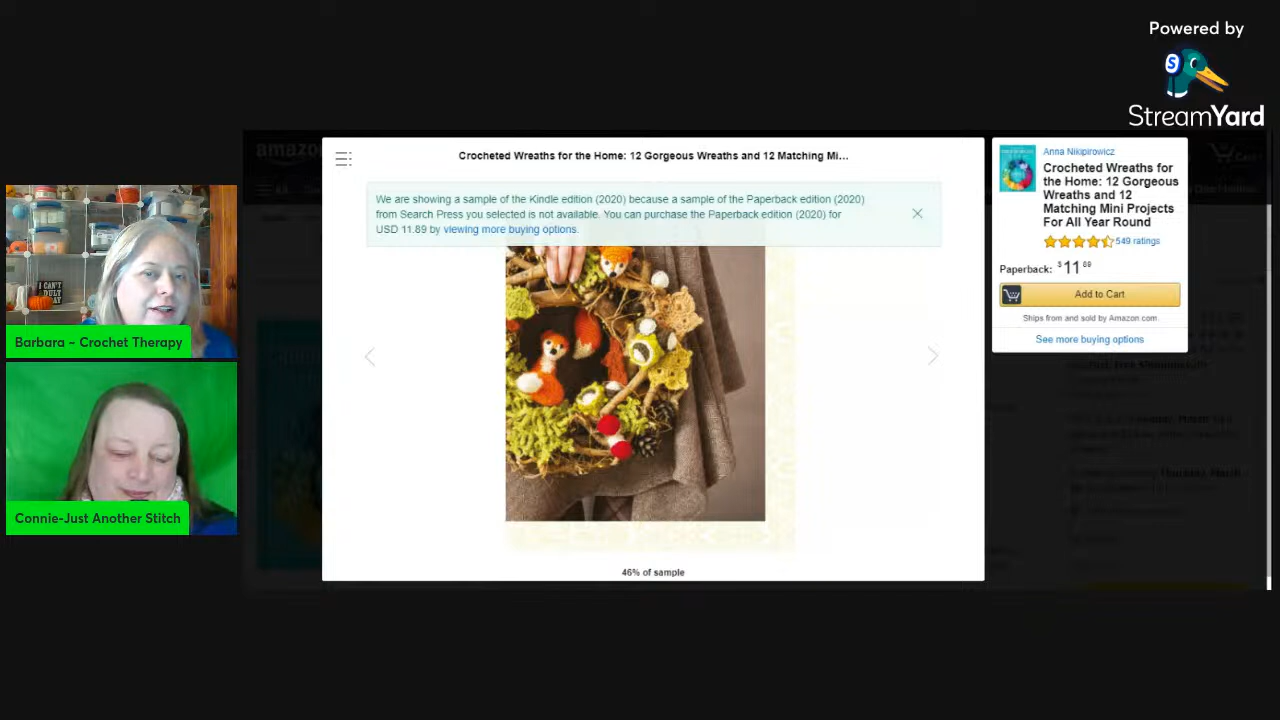 Powered by
StreamYard
amazon
Crocheted Wreaths for the Home: 12 Gorgeous Wreaths and 12 Matching Mi...
We are showing a sample of the Kindle edition (2020) because a sample of the Paperback edition (2020)
from Search Press you selected is not available. You can purchase the Paperback edition (2020) for
USD 11.89 by viewing more buying options.
46% of sample
Anna Nikipirowicz
Crocheted Wreaths for
the Home: 12 Gorgeous
Wreaths and 12
Matching Mini Projects
For All Year Round
549 ratings
Paperback: $11 89
Add to Cart
Ships from and sold by Amazon.com.
See more buying options
I CAN'T
ADULT
Barbara – Crochet Therapy
Connie-Just Another Stitch